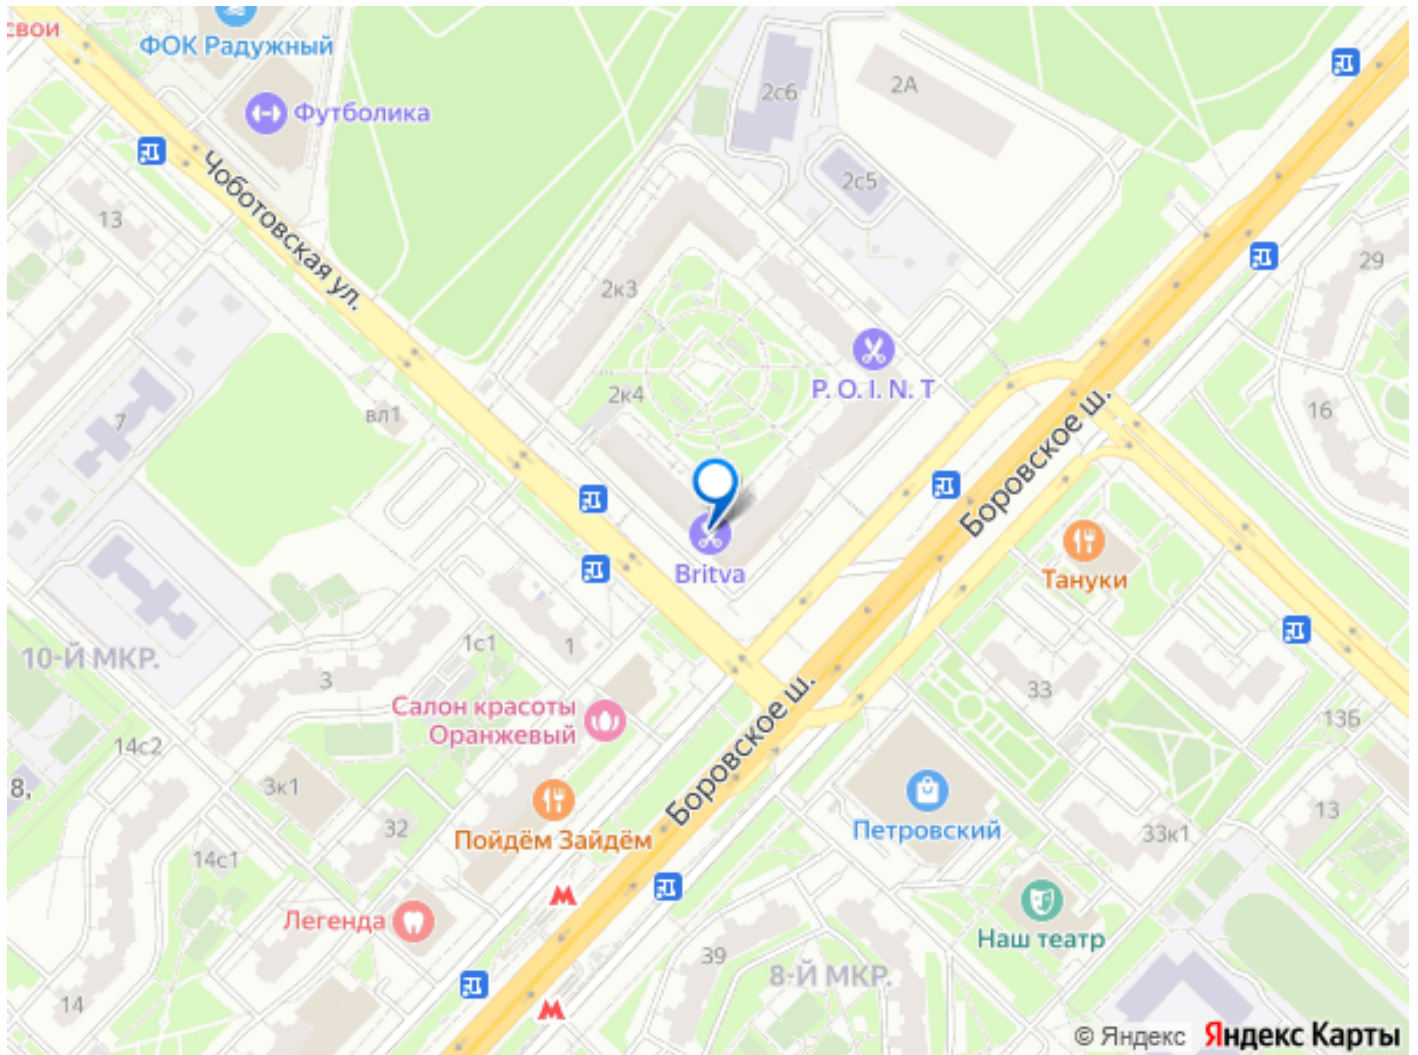 свои
ФОК Радужный
Футболика
2с6
2А
2с5
Чоботовская ул.
13
2к3
29
P. O. I. N. T
2к4
вл1
7
16
Боровское ш.
Britva
Тануки
10-Й МКР.
1с1
1
3
33
Салон красоты
Оранжевый
13Б
14с2
Боровское ш.
8,
3к1
Пойдём Зайдём
Петровский
13
32
33к1
14с1
Легенда
Наш театр
39
8-Й МКР.
14
© Яндекс Яндекс Карты